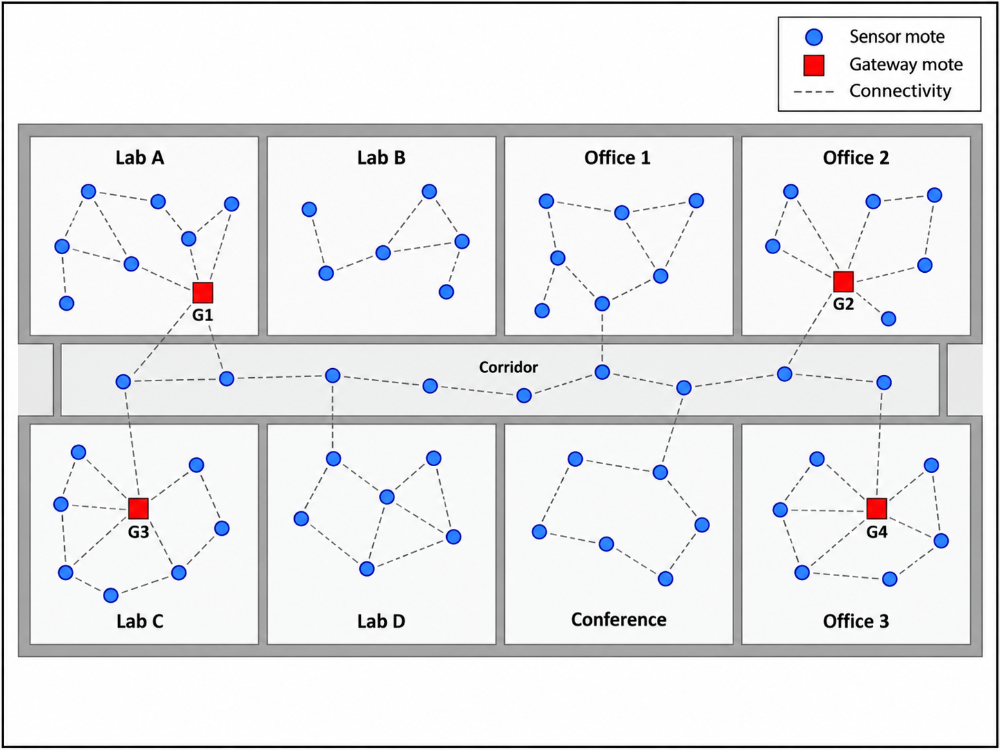 Sensor mote
Gateway mote
Connectivity
Lab A
Lab B
Office 1
Office 2
G1
G2
Corridor
G3
G4
Lab C
Lab D
Conference
Office 3